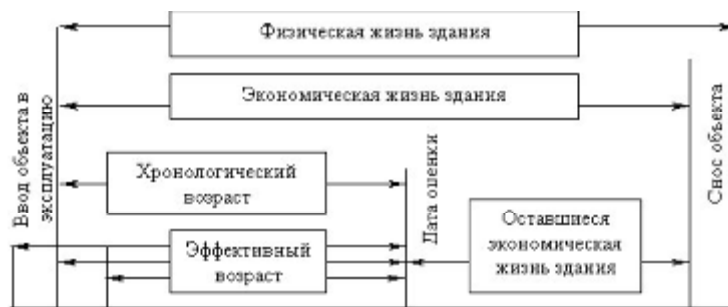 Физическая жизнь здания
Экономическая жизнь здания
Ввод объекта в
эксплуатацию
Хронологический
возраст
Эффективный
возраст
Дата оценки
Оставшиеся
экономическая
жизнь здания
Снос объекта